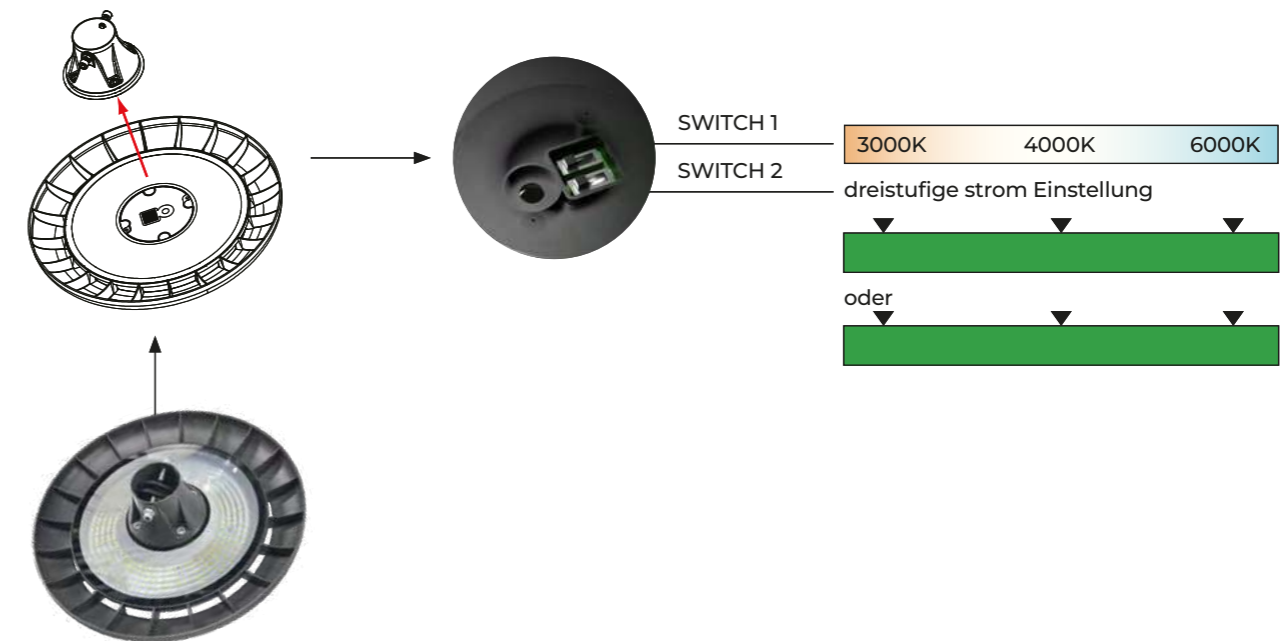 SWITCH 1
3000K 4000K 6000K
SWITCH 2
dreistufige strom Einstellung
oder